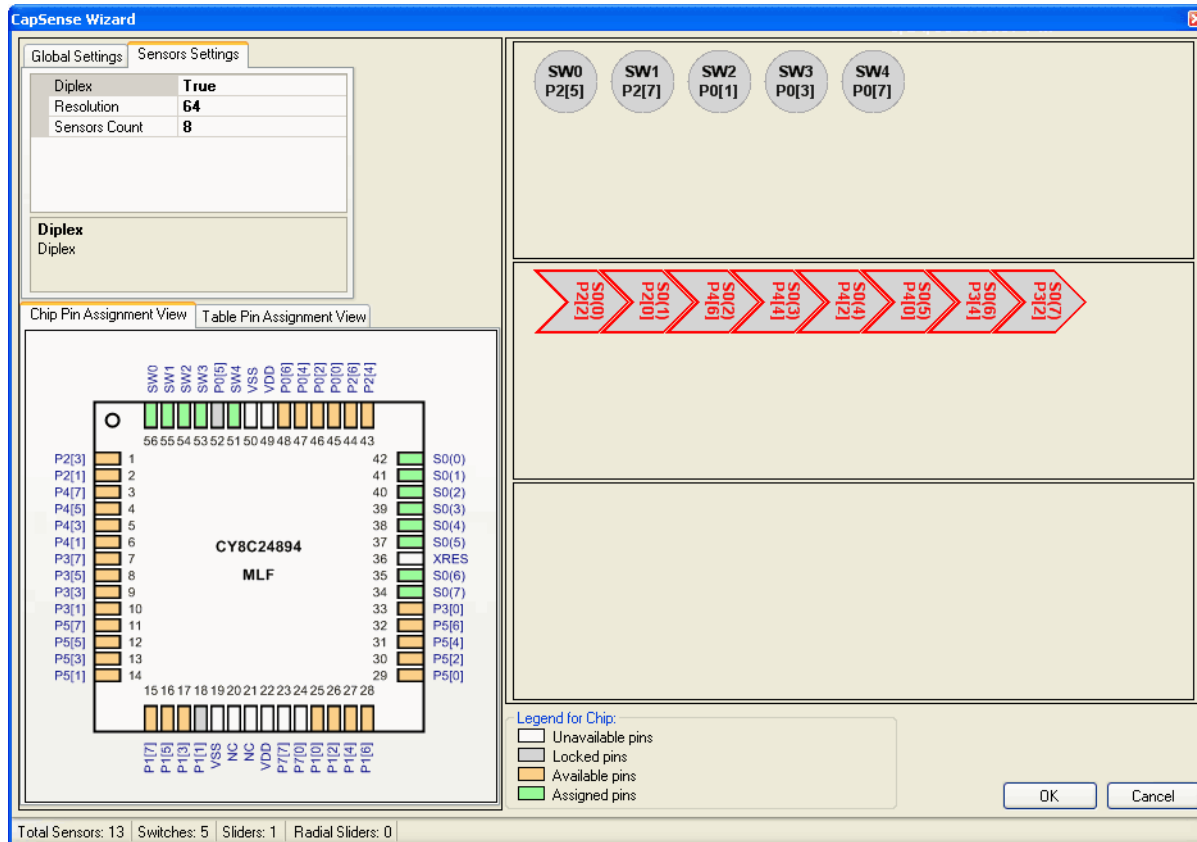 CapSense Wizard
Global Settings Sensors Settings
Diplex True
Resolution 64
Sensors Count 8
Diplex
Diplex
Chip Pin Assignment View Table Pin Assignment View
SW0 SW1 SW2 SW3 P0[5] SW4 VSS VDD P0[6] P0[4] P0[2] P0[0] P2[6] P2[4]
56 55 54 53 52 51 50 49 48 47 46 45 44 43
P2[3] 1 42 S0(0)
P2[1] 2 41 S0(1)
P4[7] 3 40 S0(2)
P4[5] 4 39 S0(3)
P4[3] 5 38 S0(4)
P4[1] 6 37 S0(5)
P3[7] 7 36 XRES
P3[5] 8 35 S0(6)
P3[3] 9 34 S0(7)
P3[1] 10 33 P3[0]
P5[7] 11 32 P5[6]
P5[5] 12 31 P5[4]
P5[3] 13 30 P5[2]
P5[1] 14 29 P5[0]
CY8C24894
MLF
15 16 17 18 19 20 21 22 23 24 25 26 27 28
P1[7] P1[5] P1[3] P1[1] VSS NC NC VDD P7[7] P7[0] P1[0] P1[2] P1[4] P1[6]
SW0 SW1 SW2 SW3 SW4
P2[5] P2[7] P0[1] P0[3] P0[7]
S0(0) S0(1) S0(2) S0(3) S0(4) S0(5) S0(6) S0(7)
P2[2] P2[0] P4[6] P4[4] P4[2] P4[0] P3[4] P3[2]
Legend for Chip:
Unavailable pins
Locked pins
Available pins
Assigned pins
OK Cancel
Total Sensors: 13 Switches: 5 Sliders: 1 Radial Sliders: 0